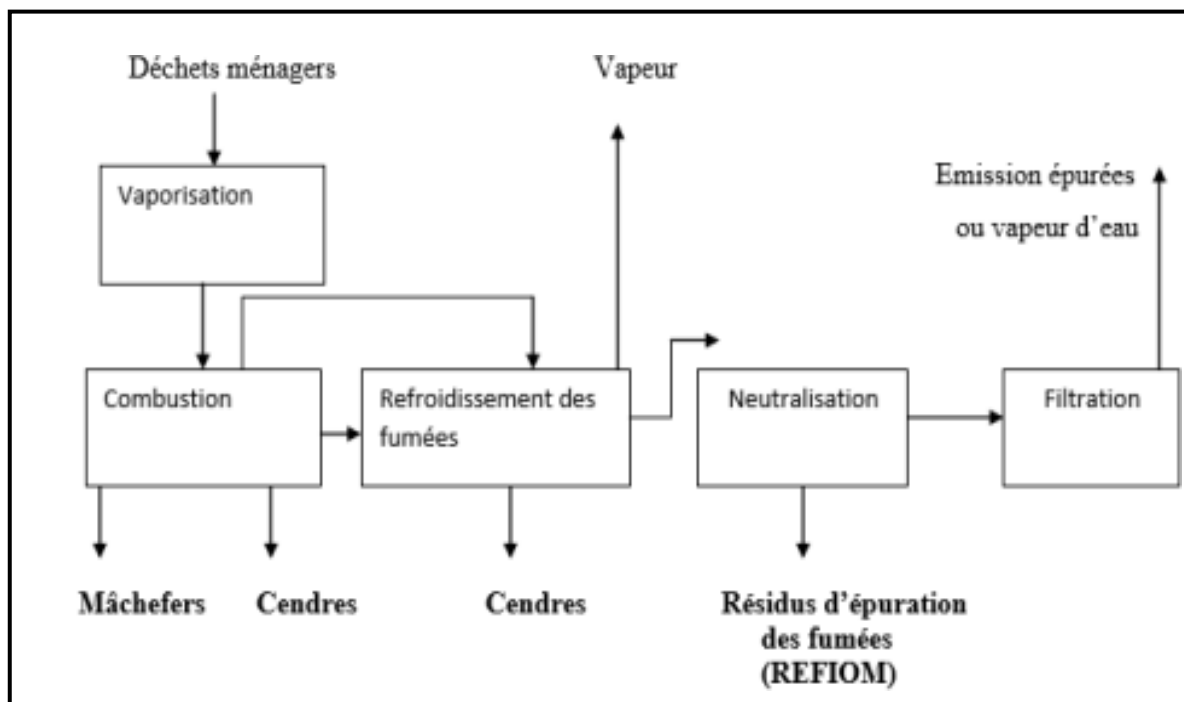 Déchets ménagers
Vapeur
Vaporisation
Emission épurées
ou vapeur d'eau
Combustion
Refroidissement des
fumées
Neutralisation
Filtration
Mâchefers
Cendres
Cendres
Résidus d'épuration
des fumées
(REFIOM)